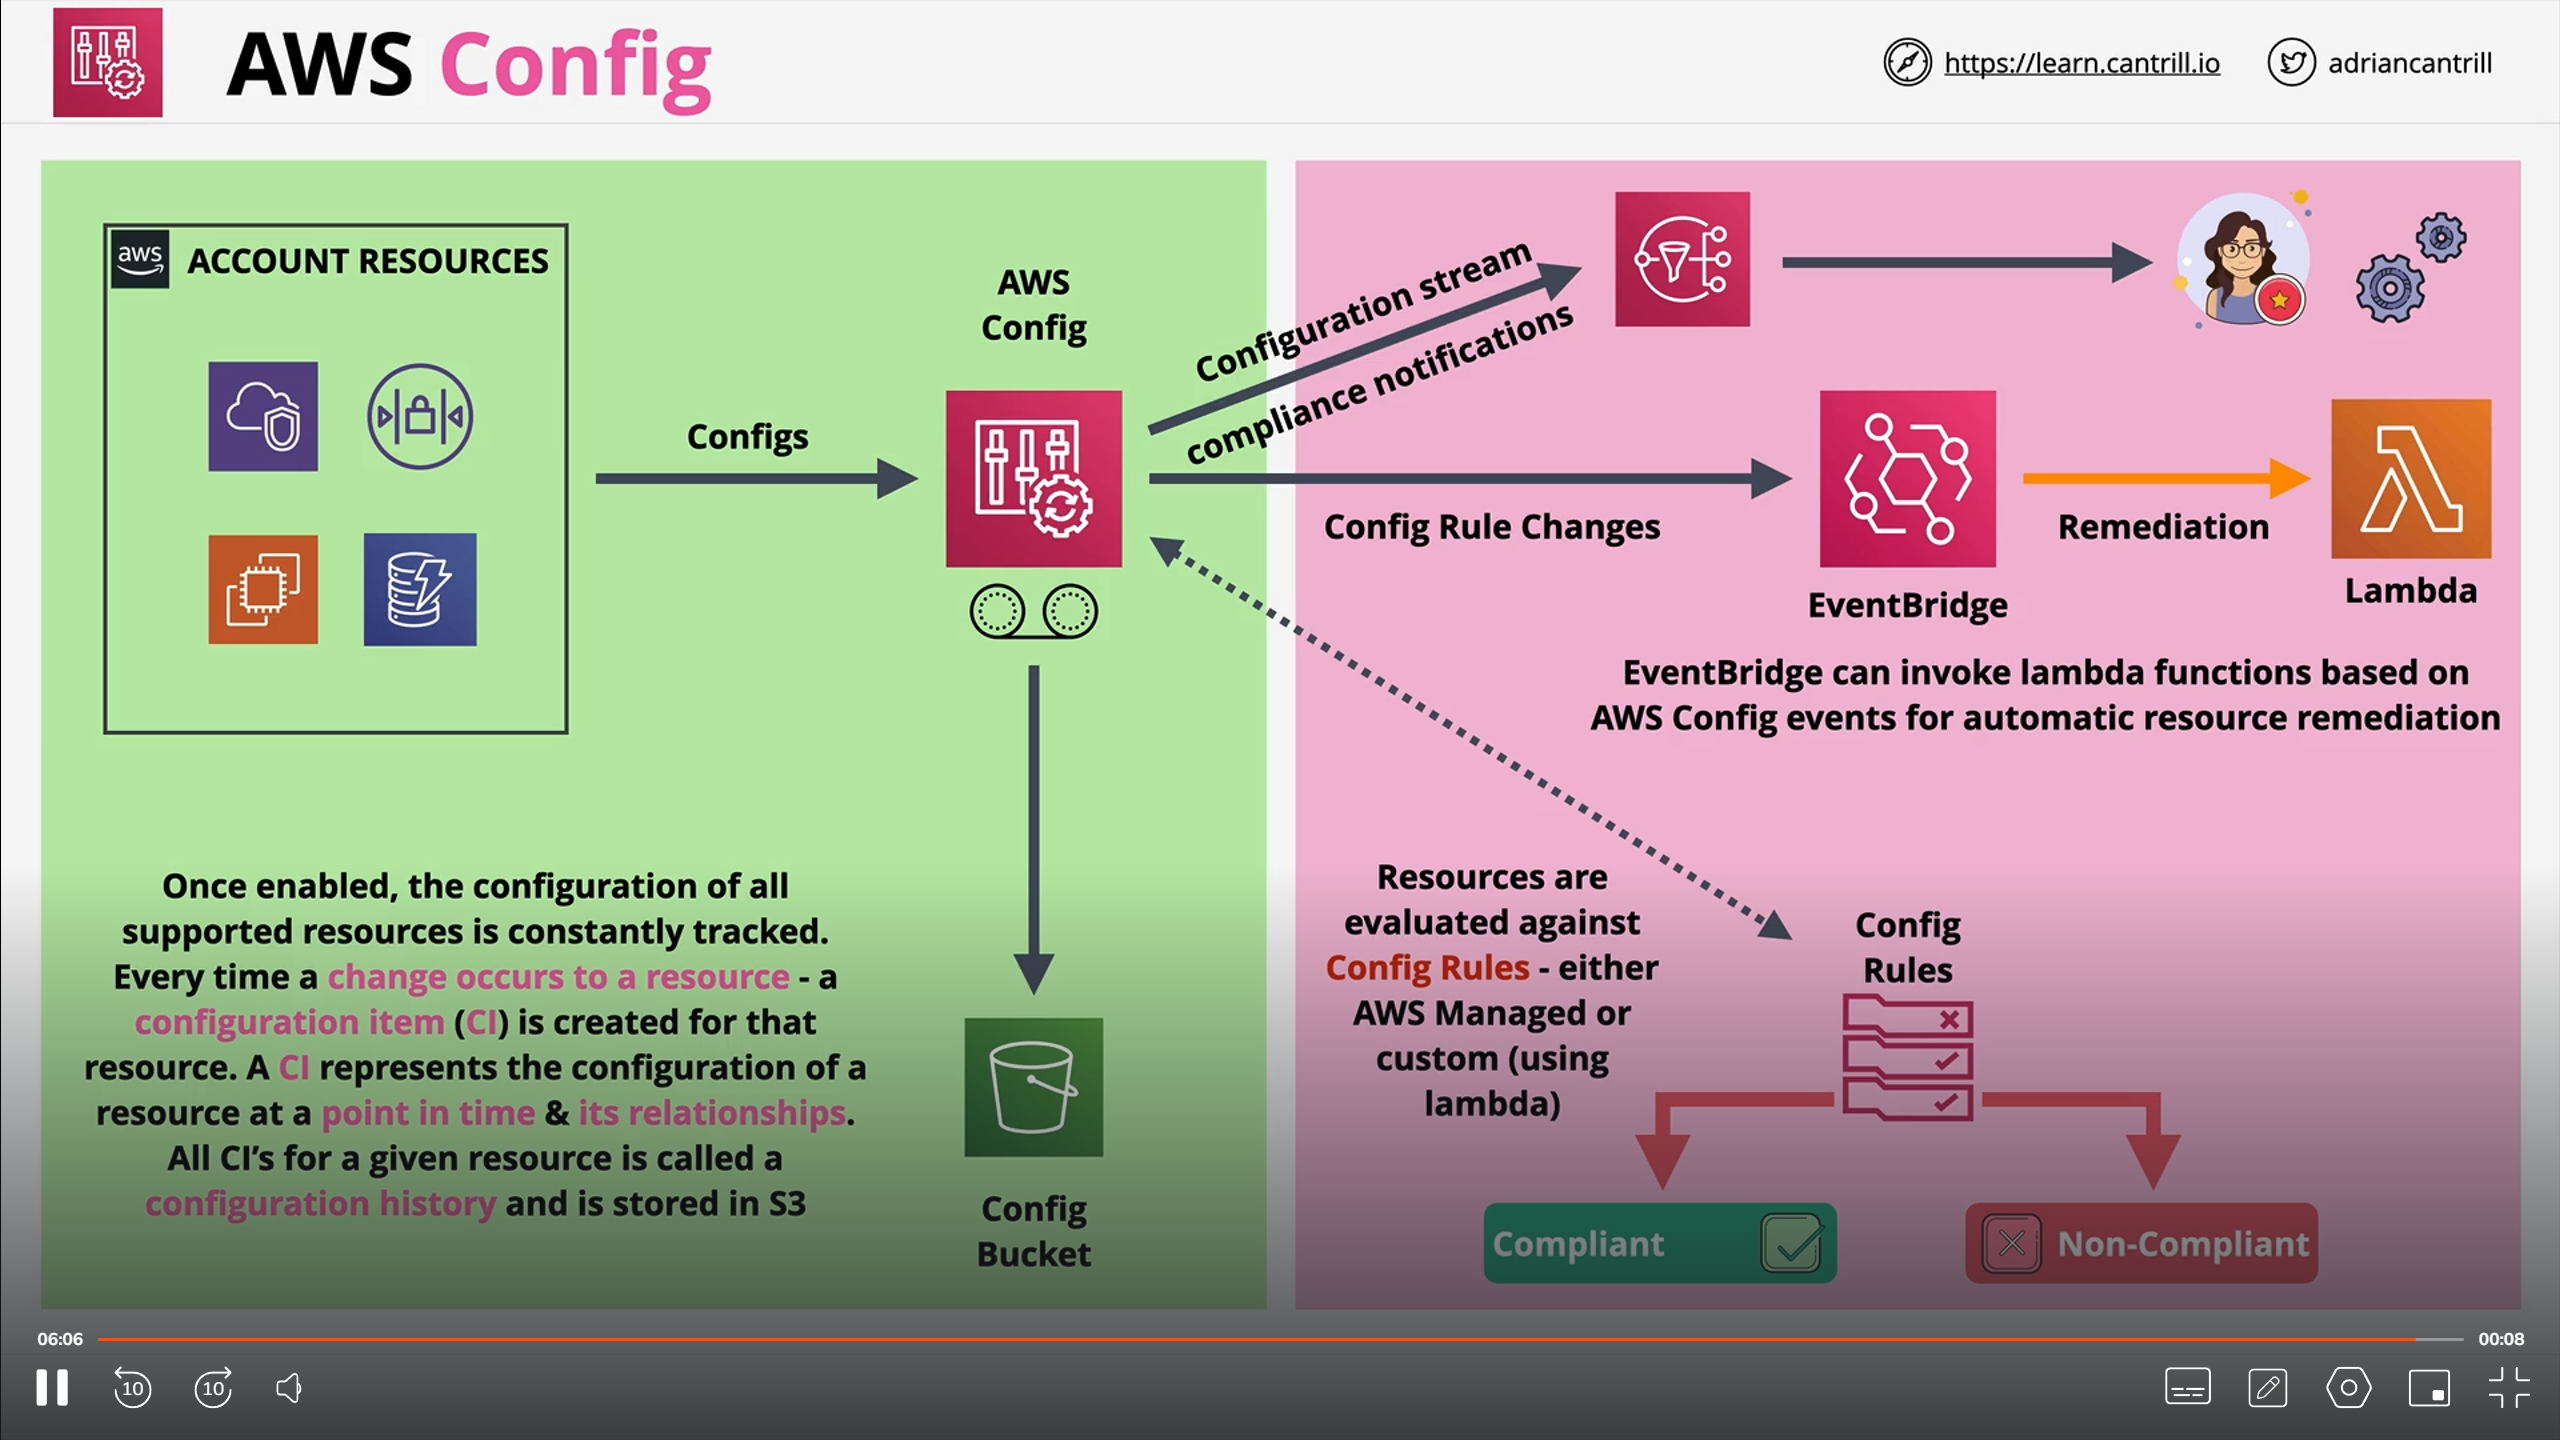 AWS Config
https://learn.cantrill.io
adriancantrill
aws
ACCOUNT RESOURCES
Configs
AWS
Config
Configuration stream
compliance notifications
Config Rule Changes
EventBridge
Remediation
Lambda
EventBridge can invoke lambda functions based on
AWS Config events for automatic resource remediation
Once enabled, the configuration of all
supported resources is constantly tracked.
Every time a change occurs to a resource - a
configuration item (CI) is created for that
resource. A CI represents the configuration of a
resource at a point in time & its relationships.
All CI's for a given resource is called a
configuration history and is stored in S3
Config
Bucket
Resources are
evaluated against
Config Rules - either
AWS Managed or
custom (using
lambda)
Config
Rules
Compliant
Non-Compliant
06:06
00:08
10
10